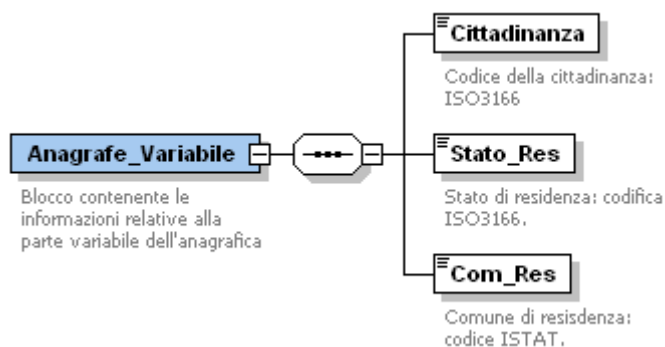 Cittadinanza
Codice della cittadinanza:
ISO3166
Anagrafe_Variabile
Blocco contenente le
informazioni relative alla
parte variabile dell'anagrafica
Stato_Res
Stato di residenza: codifica
ISO3166.
Com_Res
Comune di resisdenza:
codice ISTAT.